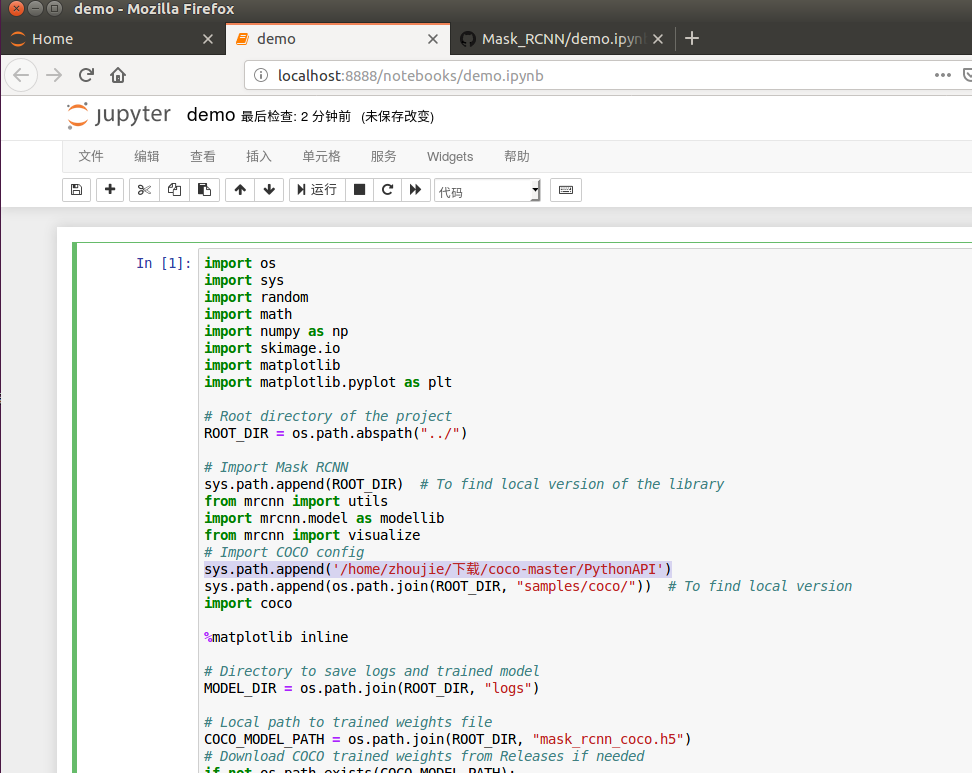 demo - Mozilla Firefox
Home
demo
Mask_RCNN/demo.ipyn
localhost:8888/notebooks/demo.ipynb
jupyter demo 最后检查: 2 分钟前 (未保存改变)
文件 编辑 查看 插入 单元格 服务 Widgets 帮助
运行 代码
In [1]: import os
import sys
import random
import math
import numpy as np
import skimage.io
import matplotlib
import matplotlib.pyplot as plt
# Root directory of the project
ROOT_DIR = os.path.abspath("../")
# Import Mask RCNN
sys.path.append(ROOT_DIR)  # To find local version of the library
from mrcnn import utils
import mrcnn.model as modellib
from mrcnn import visualize
# Import COCO config
sys.path.append('/home/zhoujie/下载/coco-master/PythonAPI')
sys.path.append(os.path.join(ROOT_DIR, "samples/coco/"))  # To find local version
import coco
%matplotlib inline
# Directory to save logs and trained model
MODEL_DIR = os.path.join(ROOT_DIR, "logs")
# Local path to trained weights file
COCO_MODEL_PATH = os.path.join(ROOT_DIR, "mask_rcnn_coco.h5")
# Download COCO trained weights from Releases if needed
if not os.path.exists(COCO_MODEL_PATH):